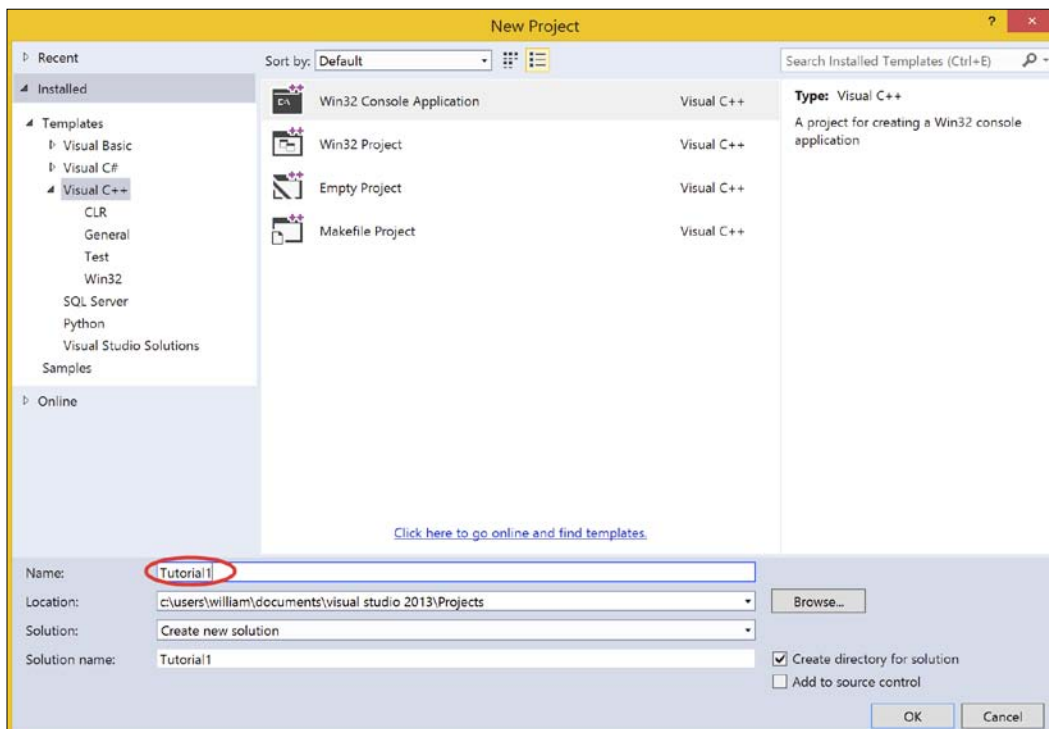 New Project
?
×
Recent
Installed
Templates
Visual Basic
Visual C#
Visual C++
CLR
General
Test
Win32
SQL Server
Python
Visual Studio Solutions
Samples
Online
Sort by: Default
Win32 Console Application Visual C++
Win32 Project Visual C++
Empty Project Visual C++
Makefile Project Visual C++
Click here to go online and find templates.
Search Installed Templates (Ctrl+E)
Type: Visual C++
A project for creating a Win32 console
application
Name: Tutorial1
Location: c:\users\william\documents\visual studio 2013\Projects
Browse...
Solution: Create new solution
Solution name: Tutorial1
Create directory for solution
Add to source control
OK Cancel